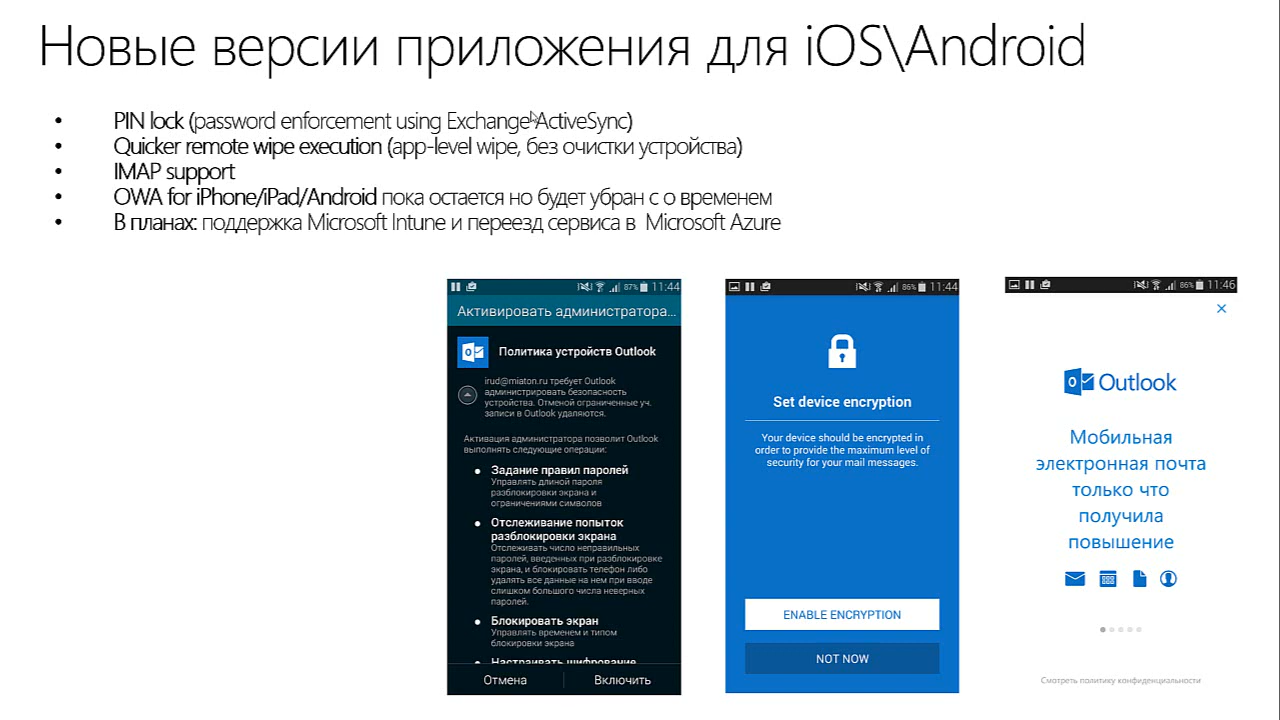 Новые версии приложения для iOS\Android
• PIN lock (password enforcement using Exchange ActiveSync)
• Quicker remote wipe execution (app-level wipe, без очистки устройства)
• IMAP support
• OWA for iPhone/iPad/Android пока остается но будет убран с о временем
• В планах: поддержка Microsoft Intune и переезд сервиса в Microsoft Azure
87% 11:44
Активировать администратора...
Политика устройств Outlook
irud@miaton.ru требует Outlook
администрировать безопасность
устройства. Отменой ограниченные уч.
записи в Outlook удаляются.
Активация администратора позволит Outlook
выполнять следующие операции:
• Задание правил паролей
Управлять длиной пароля
разблокировки экрана и
ограничениями символов
• Отслеживание попыток
разблокировки экрана
Отслеживать число неправильных
паролей, введенных при разблокировке
экрана, и блокировать телефон либо
удалять все данные на нем при вводе
слишком большого числа неверных
паролей.
• Блокировать экран
Управлять временем и типом
блокировки экрана
• Настраивать шифрование
Отмена Включить
86% 11:44
Set device encryption
Your device should be encrypted in
order to provide the maximum level of
security for your mail messages.
ENABLE ENCRYPTION
NOT NOW
86% 11:46
Outlook
Мобильная
электронная почта
только что
получила
повышение
Смотреть политику конфиденциальности